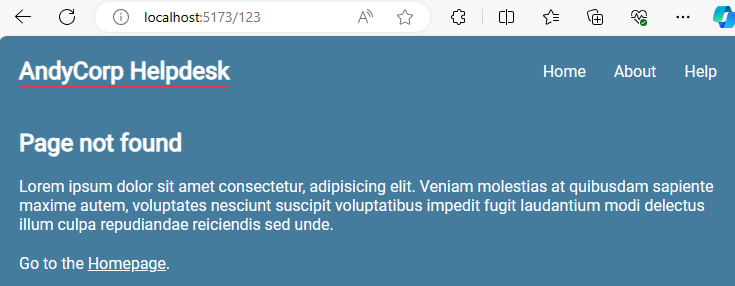 localhost:5173/123
AndyCorp Helpdesk
Home About Help
Page not found
Lorem ipsum dolor sit amet consectetur, adipisicing elit. Veniam molestias at quibusdam sapiente
maxime autem, voluptates nesciunt suscipit voluptatibus impedit fugit laudantium modi delectus
illum culpa repudiandae reiciendis sed unde.
Go to the Homepage.